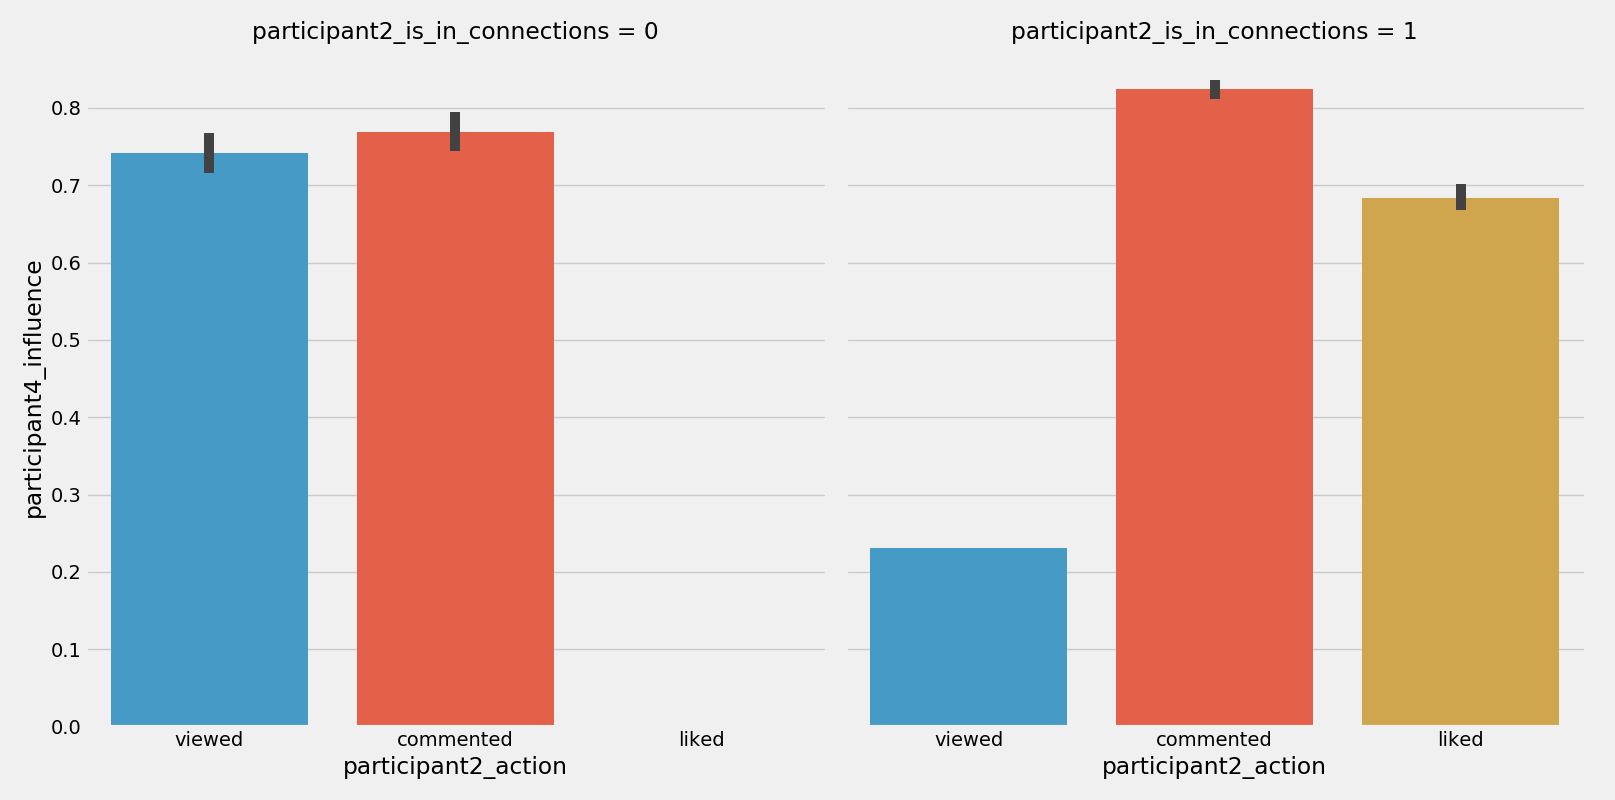 participant2_is_in_connections = 0
participant2_is_in_connections = 1
participant4_influence
0.8
0.7
0.6
0.5
0.4
0.3
0.2
0.1
0.0
viewed commented liked
viewed commented liked
participant2_action
participant2_action